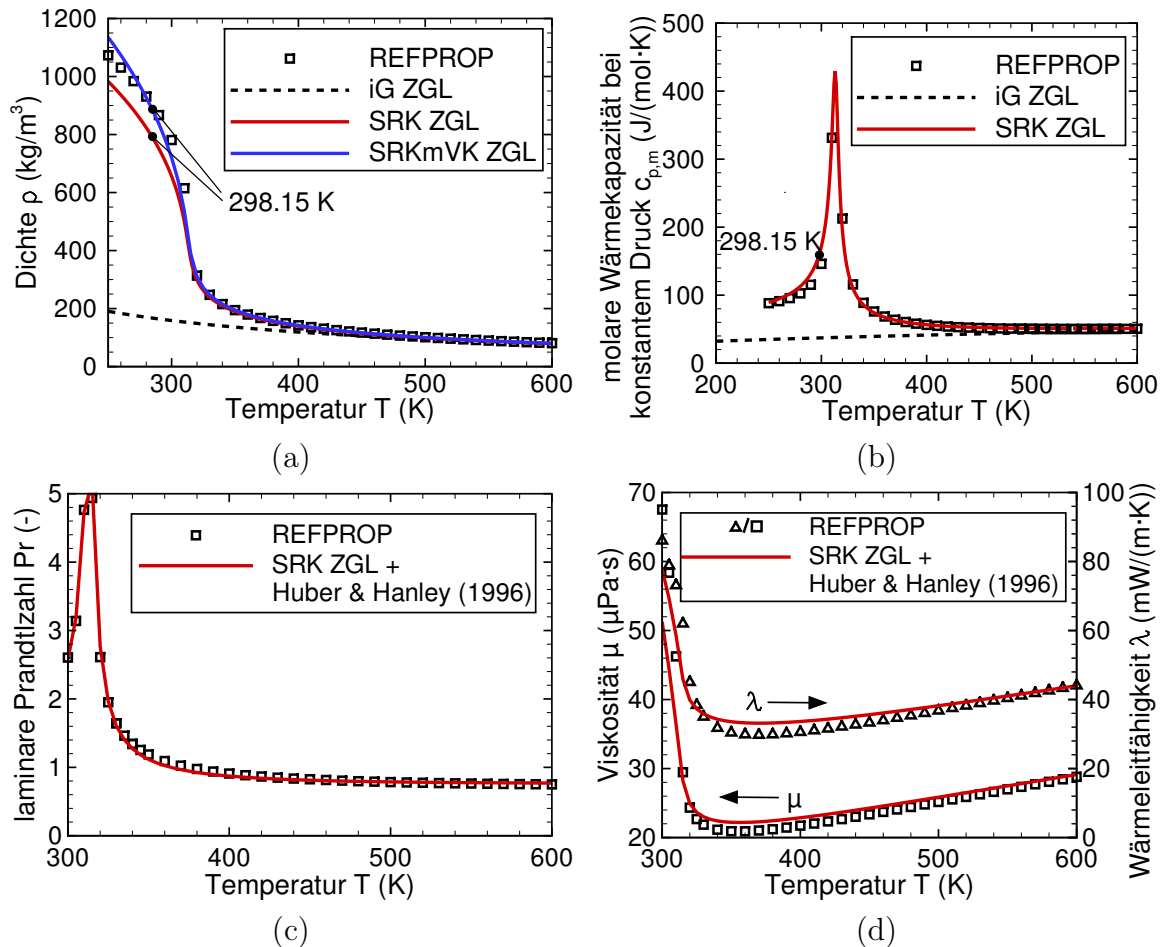 1200
1000
800
600
400
200
0
Dichte ρ (kg/m³)
REFPROP
iG ZGL
SRK ZGL
SRKmVK ZGL
298.15 K
300
400
500
600
Temperatur T (K)
(a)
500
400
300
200
100
0
molare Wärmekapazität bei
konstantem Druck c_{p,m} (J/(mol·K))
REFPROP
iG ZGL
SRK ZGL
298.15 K
200
300
400
500
600
Temperatur T (K)
(b)
5
4
3
2
1
0
laminare Prandtlzahl Pr (-)
REFPROP
SRK ZGL +
Huber & Hanley (1996)
300
400
500
600
Temperatur T (K)
(c)
70
60
50
40
30
20
Viskosität μ (μPa·s)
REFPROP
SRK ZGL +
Huber & Hanley (1996)
λ
μ
100
80
60
40
20
0
Wärmeleitfähigkeit λ (mW/(m·K))
300
400
500
600
Temperatur T (K)
(d)